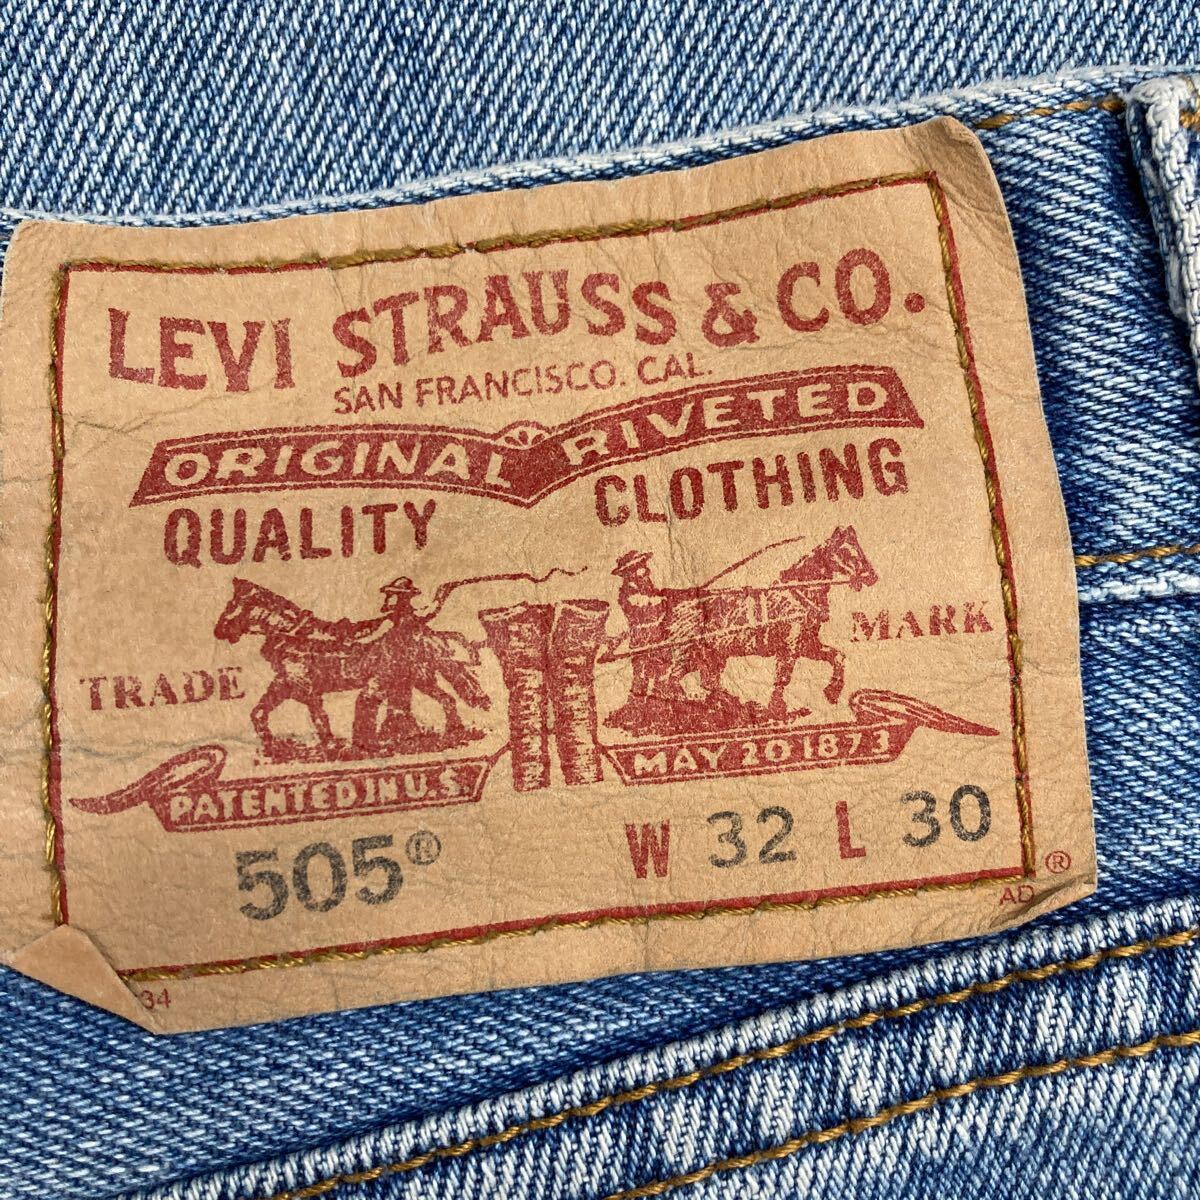 LEVI STRAUSS & CO.
SAN FRANCISCO. CAL.
ORIGINAL RIVETED
QUALITY CLOTHING
TRADE MARK
PATENTED IN U.S. MAY 20 1873
505® W 32 L 30
®
AD
34